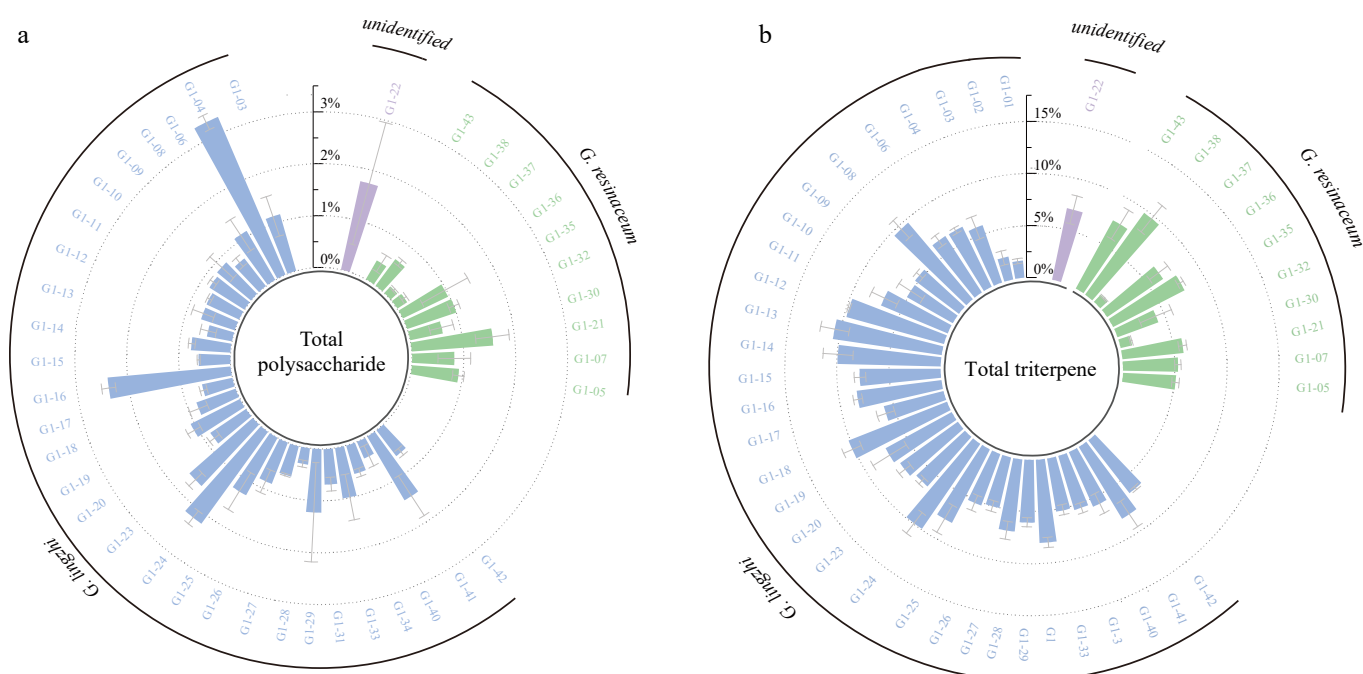 a
unidentified
G. resinaceum
G. lingzhi
3%
2%
1%
0%
Total
polysaccharide
G1-22
G1-43
G1-38
G1-37
G1-36
G1-35
G1-32
G1-30
G1-21
G1-07
G1-05
G1-42
G1-41
G1-40
G1-34
G1-33
G1-31
G1-29
G1-28
G1-27
G1-26
G1-25
G1-24
G1-23
G1-20
G1-19
G1-18
G1-17
G1-16
G1-15
G1-14
G1-13
G1-12
G1-11
G1-10
G1-09
G1-08
G1-06
G1-04
G1-03
b
unidentified
G. resinaceum
G. lingzhi
15%
10%
5%
0%
Total triterpene
G1-22
G1-43
G1-38
G1-37
G1-36
G1-35
G1-32
G1-30
G1-21
G1-07
G1-05
G1-42
G1-41
G1-40
G1-3
G1-33
G1
G1-29
G1-28
G1-27
G1-26
G1-25
G1-24
G1-23
G1-20
G1-19
G1-18
G1-17
G1-16
G1-15
G1-14
G1-13
G1-12
G1-11
G1-10
G1-09
G1-08
G1-06
G1-04
G1-03
G1-02
G1-01